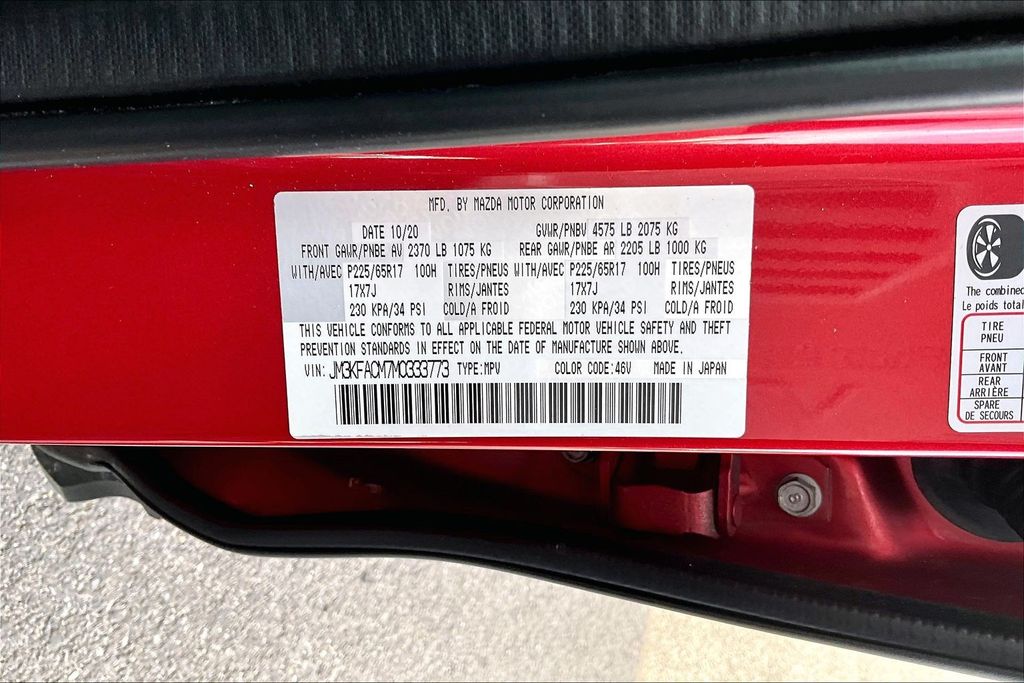 MFD. BY MAZDA MOTOR CORPORATION
DATE 10/20 GVWR/PNBV 4575 LB 2075 KG
FRONT GAWR/PNBE AV 2370 LB 1075 KG REAR GAWR/PNBE AR 2205 LB 1000 KG
WITH/AVEC P225/65R17 100H TIRES/PNEUS WITH/AVEC P225/65R17 100H TIRES/PNEUS
17X7J RIMS/JANTES 17X7J RIMS/JANTES
230 KPA/34 PSI COLD/A FROID 230 KPA/34 PSI COLD/A FROID
THIS VEHICLE CONFORMS TO ALL APPLICABLE FEDERAL MOTOR VEHICLE SAFETY AND THEFT
PREVENTION STANDARDS IN EFFECT ON THE DATE OF MANUFACTURE SHOWN ABOVE.
VIN: JM3KFACM7M0333773 TYPE:MPV COLOR CODE:46V MADE IN JAPAN
The combined
Le poids total
TIRE
PNEU
FRONT
AVANT
REAR
ARRIÈRE
SPARE
DE SECOURS